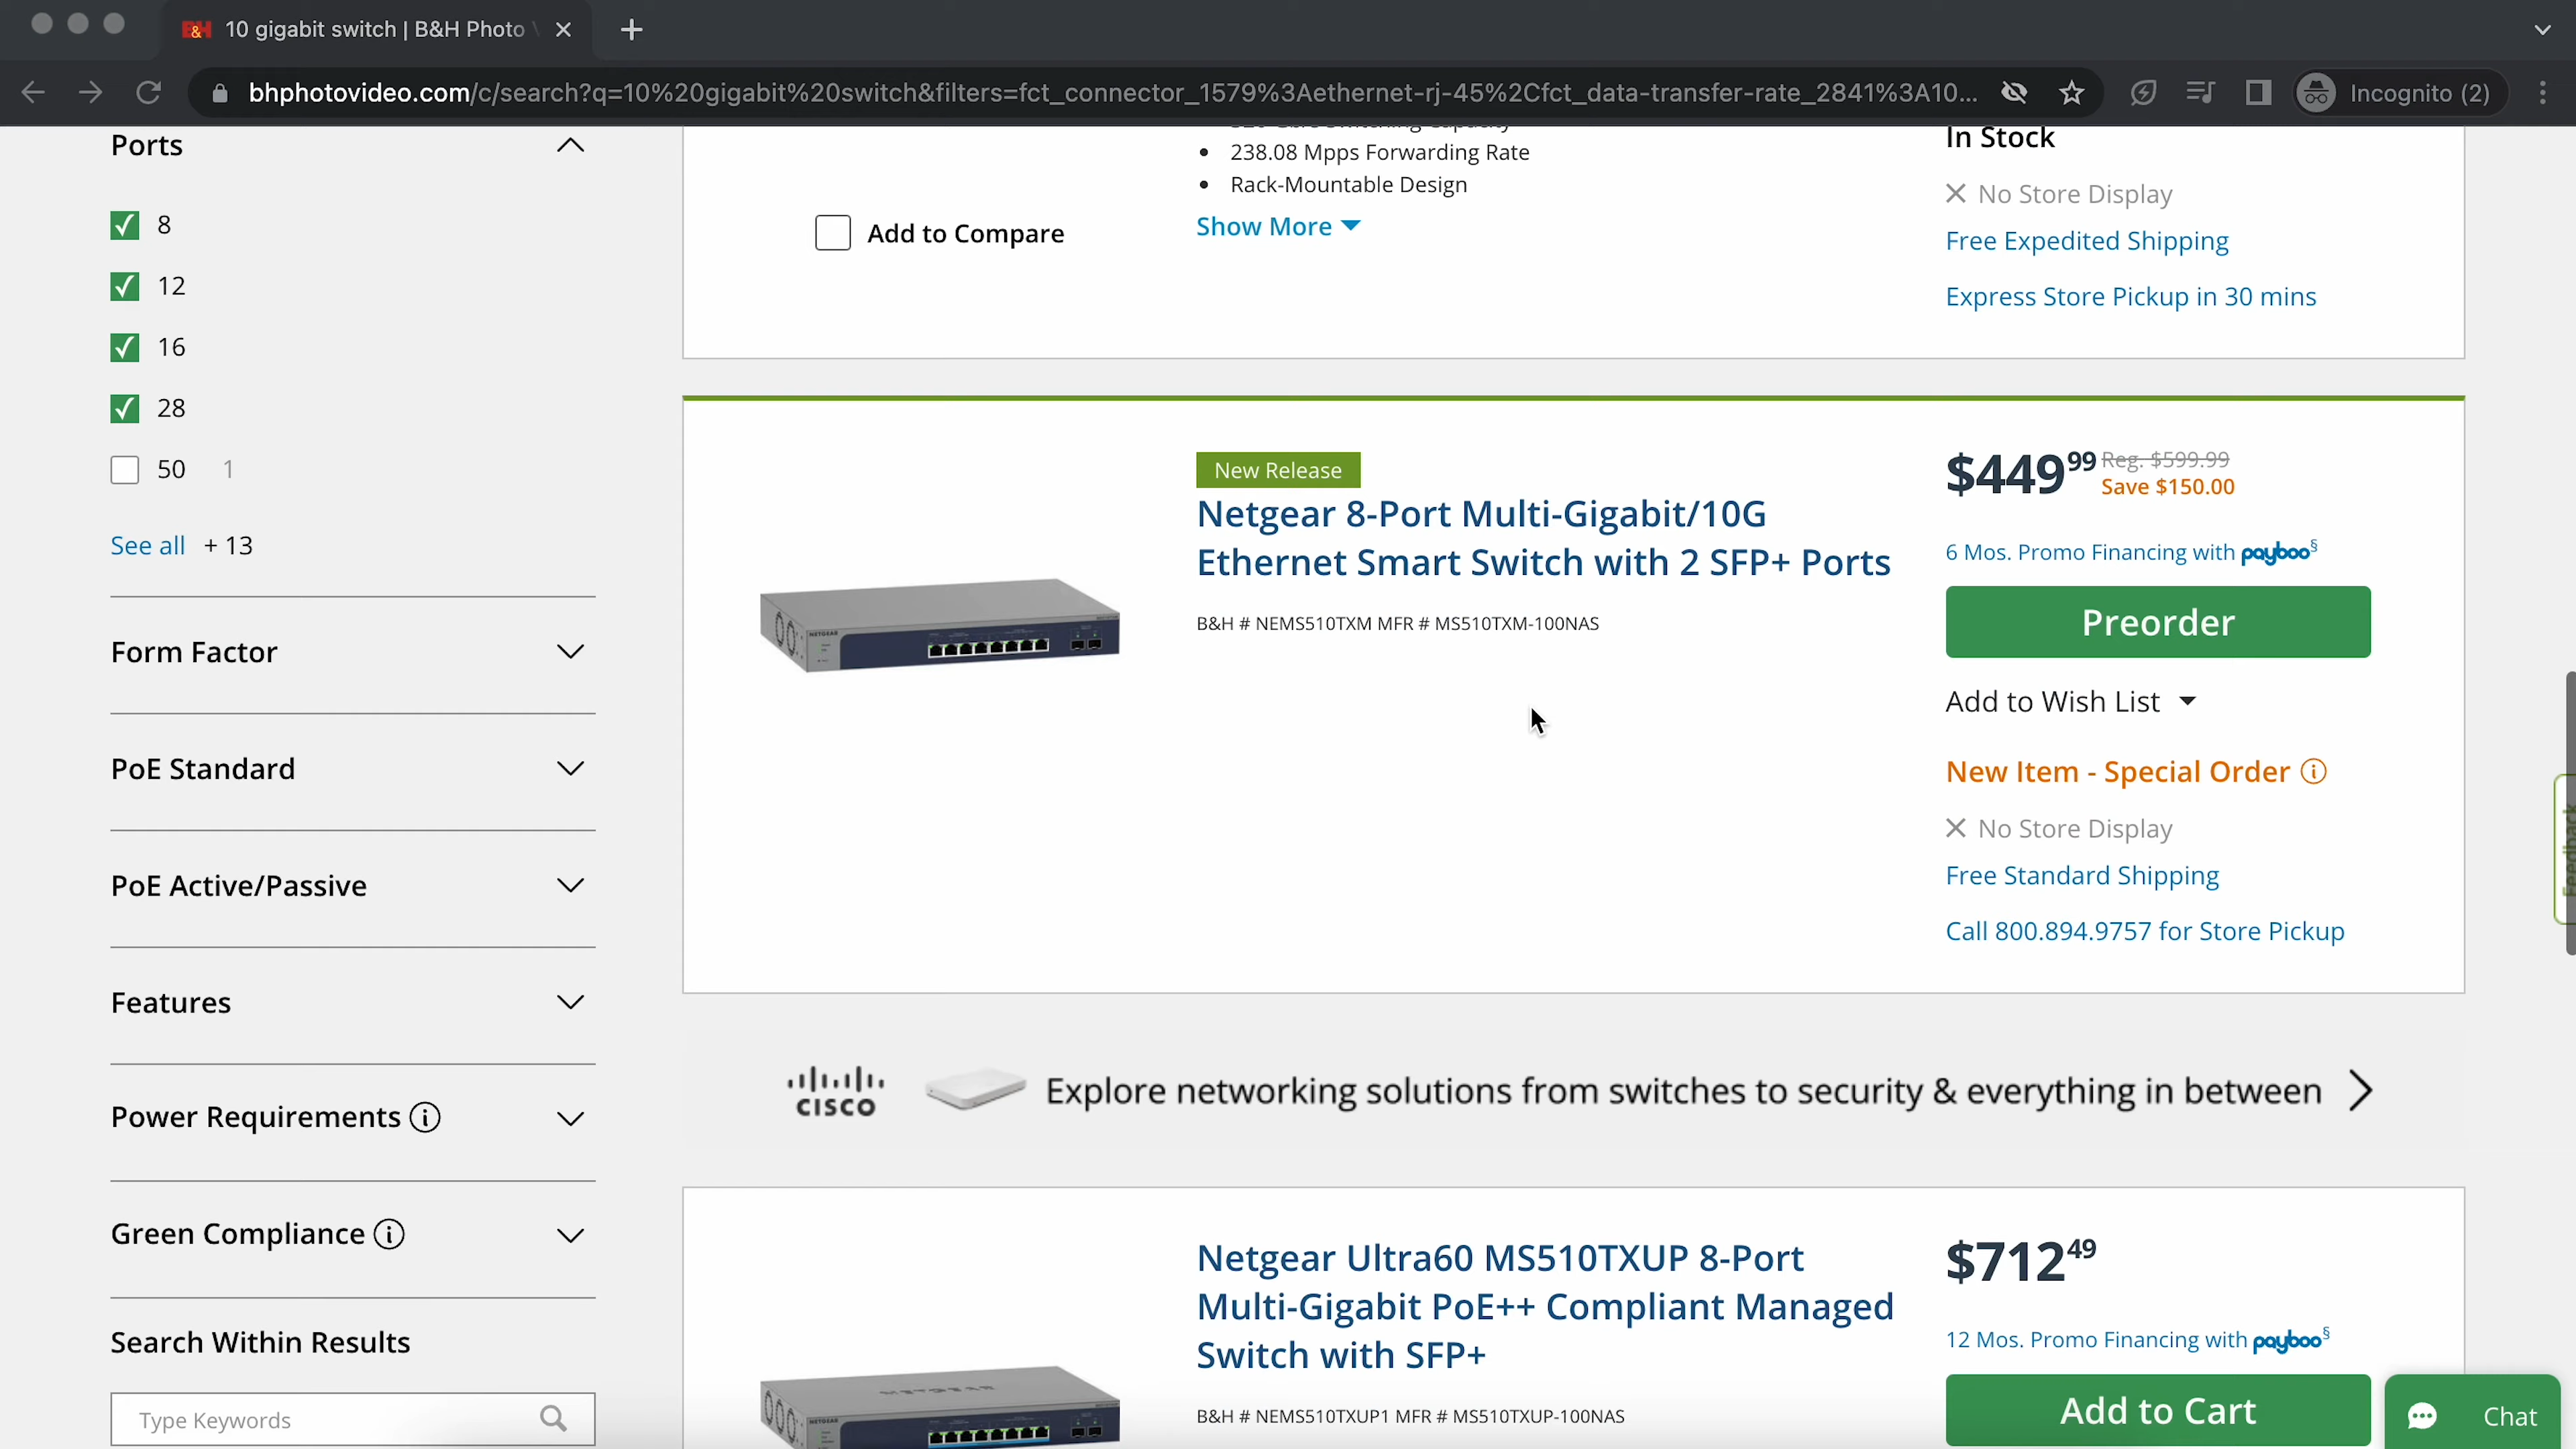 10 gigabit switch | B&H Photo
bhphotovideo.com/c/search?q=10%20gigabit%20switch&filters=fct_connector_1579%3Aethernet-rj-45%2Cfct_data-transfer-rate_2841%3A10...
Incognito (2)
Ports
8
12
16
28
50 1
See all + 13
Form Factor
PoE Standard
PoE Active/Passive
Features
Power Requirements
Green Compliance
Search Within Results
Type Keywords
Switching Capacity
238.08 Mpps Forwarding Rate
Rack-Mountable Design
Add to Compare
Show More
In Stock
No Store Display
Free Expedited Shipping
Express Store Pickup in 30 mins
New Release
Netgear 8-Port Multi-Gigabit/10G
Ethernet Smart Switch with 2 SFP+ Ports
B&H # NEMS510TXM MFR # MS510TXM-100NAS
NETGEAR
$449.99 Reg. $599.99
Save $150.00
6 Mos. Promo Financing with payboo§
Preorder
Add to Wish List
New Item - Special Order
No Store Display
Free Standard Shipping
Call 800.894.9757 for Store Pickup
Feedback
CISCO
Explore networking solutions from switches to security & everything in between
Netgear Ultra60 MS510TXUP 8-Port
Multi-Gigabit PoE++ Compliant Managed
Switch with SFP+
B&H # NEMS510TXUP1 MFR # MS510TXUP-100NAS
NETGEAR
NETGEAR
$712.49
12 Mos. Promo Financing with payboo§
Add to Cart
Chat